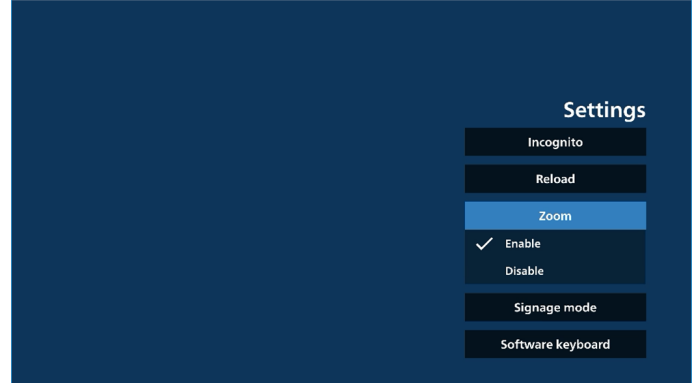 Settings
Incognito
Reload
Zoom
Enable
Disable
Signage mode
Software keyboard